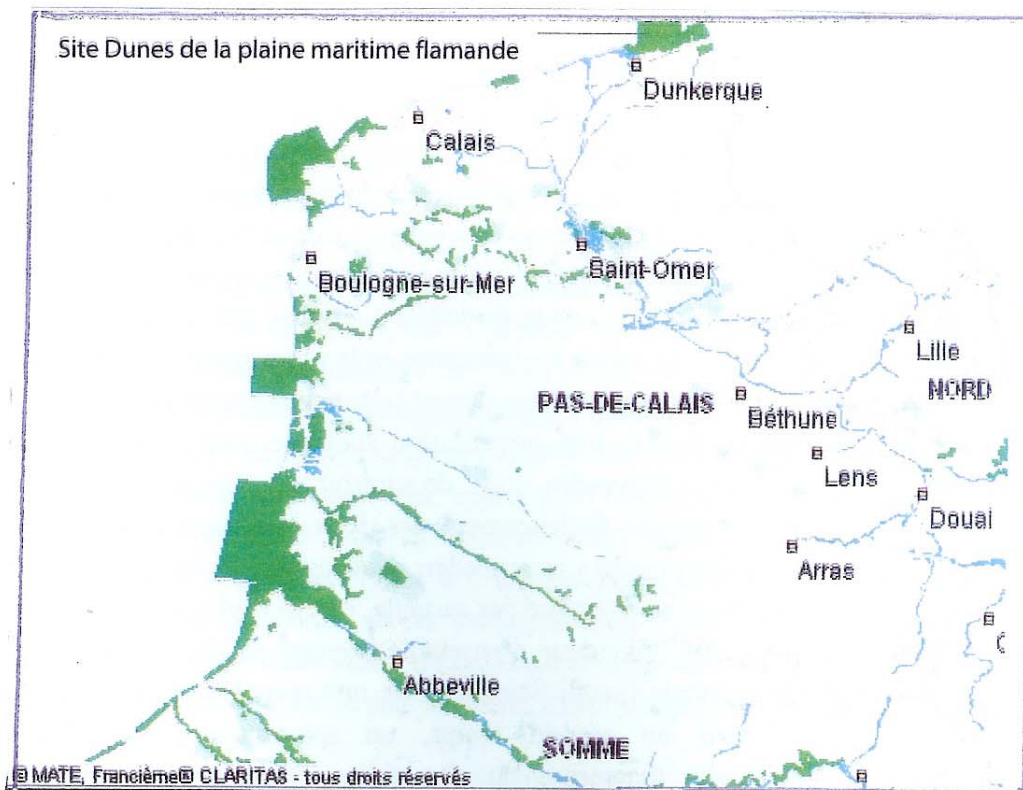 Site Dunes de la plaine maritime flamande
Dunkerque
Calais
Saint-Omer
Boulogne-sur-Mer
Lille
NORD
PAS-DE-CALAIS
Béthune
Lens
Douai
Arras
Abbeville
SOMME
© MATE, Francième® CLARITAS - tous droits réservés